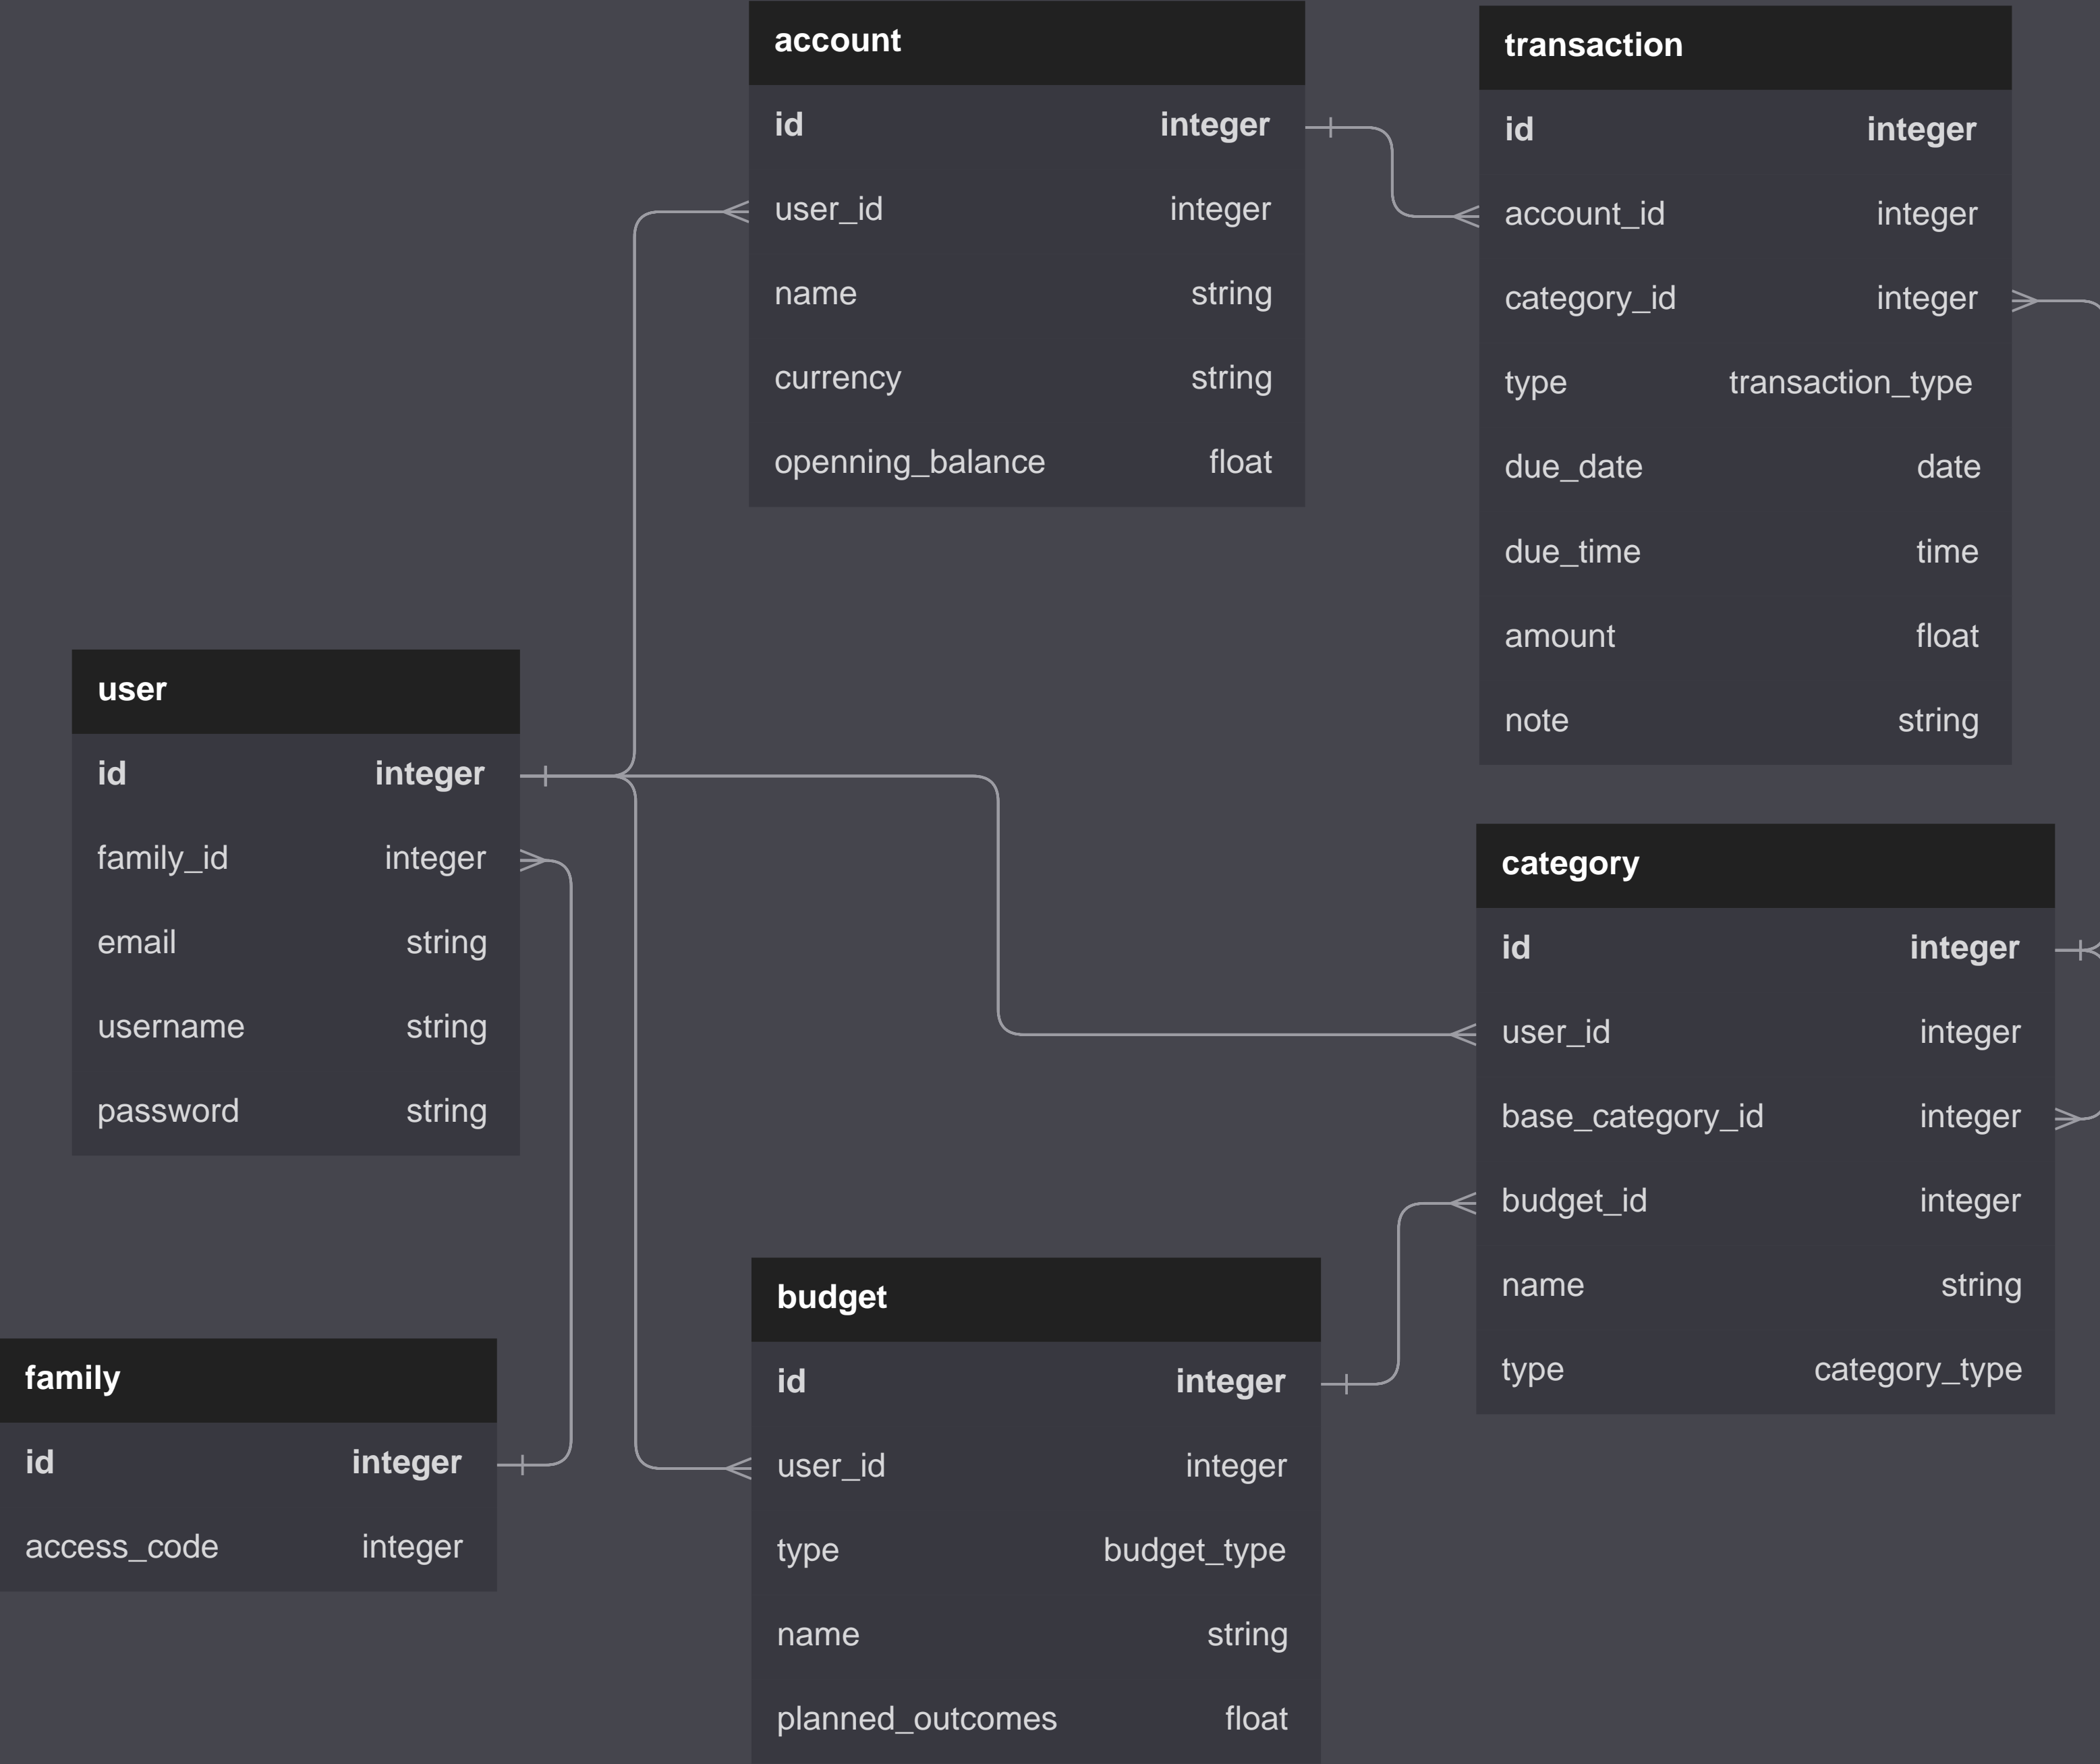 account
id integer
user_id integer
name string
currency string
openning_balance float
transaction
id integer
account_id integer
category_id integer
type transaction_type
due_date date
due_time time
amount float
note string
user
id integer
family_id integer
email string
username string
password string
category
id integer
user_id integer
base_category_id integer
budget_id integer
name string
type category_type
family
id integer
access_code integer
budget
id integer
user_id integer
type budget_type
name string
planned_outcomes float